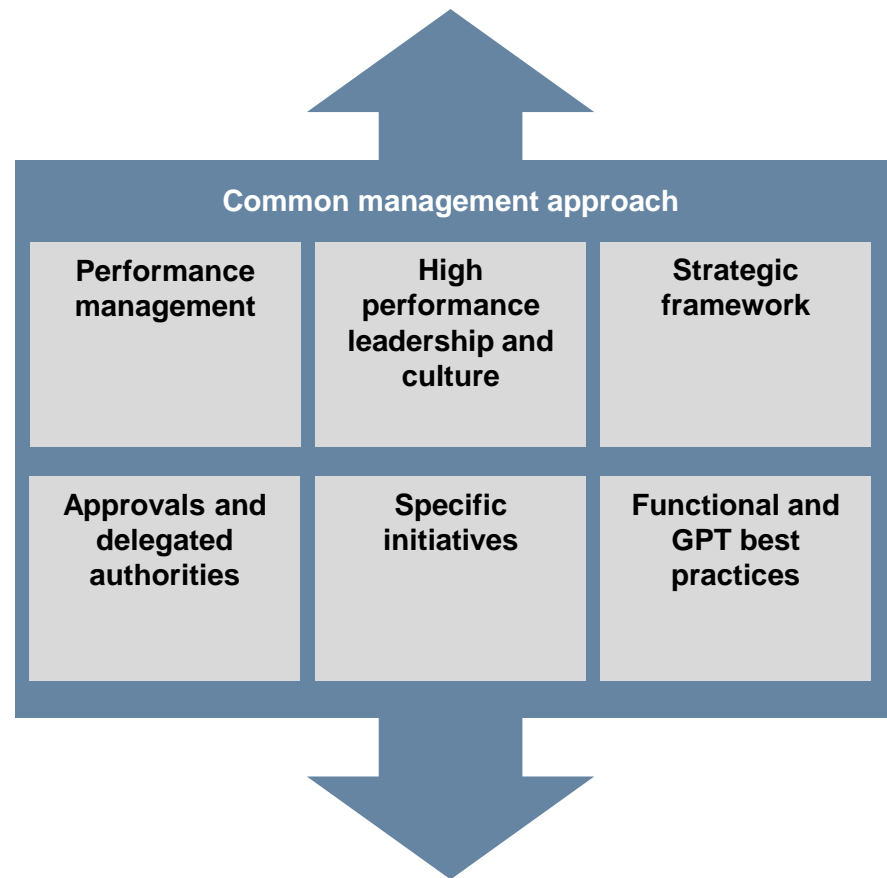 Common management approach
Performance
management
High
performance
leadership and
culture
Strategic
framework
Approvals and
delegated
authorities
Specific
initiatives
Functional and
GPT best
practices